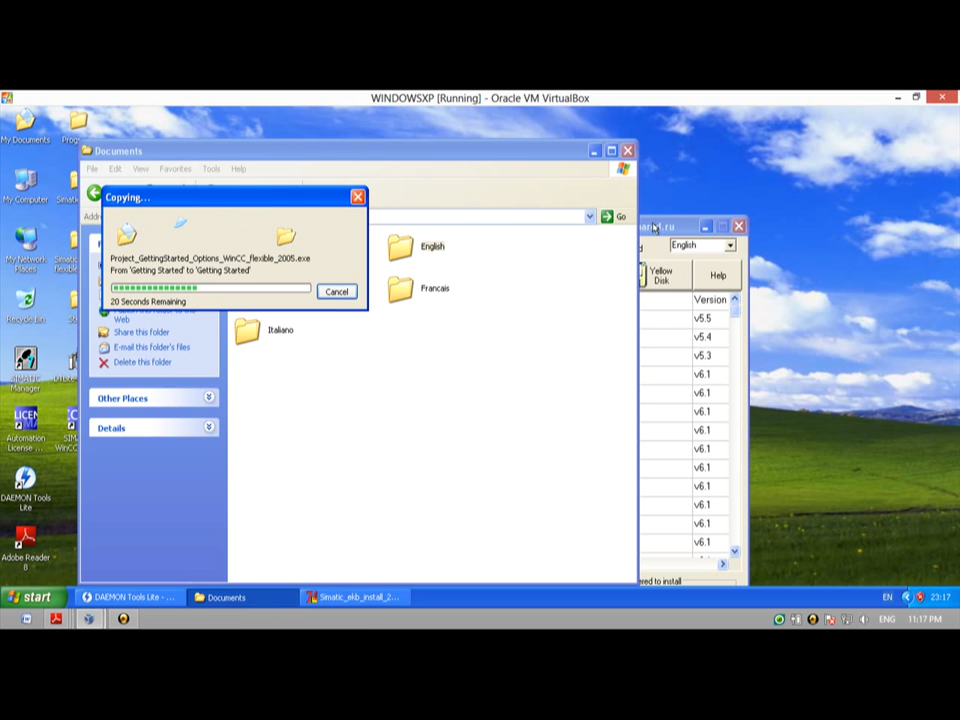 WINDOWSXP [Running] - Oracle VM VirtualBox
My Documents
My Computer
My Network
Places
Recycle Bin
SIMATIC
Manager
Automation
License ...
DAEMON Tools
Lite
Adobe Reader
8
Documents
File Edit View Favorites Tools Help
Go
Copying...
Project_GettingStarted_Options_WinCC_flexible_2005.exe
From 'Getting Started' to 'Getting Started'
20 Seconds Remaining
Cancel
Web
Share this folder
E-mail this folder's files
Delete this folder
Other Places
Details
English
Francais
Italiano
English
Yellow
Disk
Help
Version
v5.5
v5.4
v5.3
v6.1
v6.1
v6.1
v6.1
v6.1
v6.1
v6.1
v6.1
v6.1
v6.1
to install
start
DAEMON Tools Lite - ...
Documents
Simatic_ekb_install_2...
EN
23:17
ENG
11:17 PM